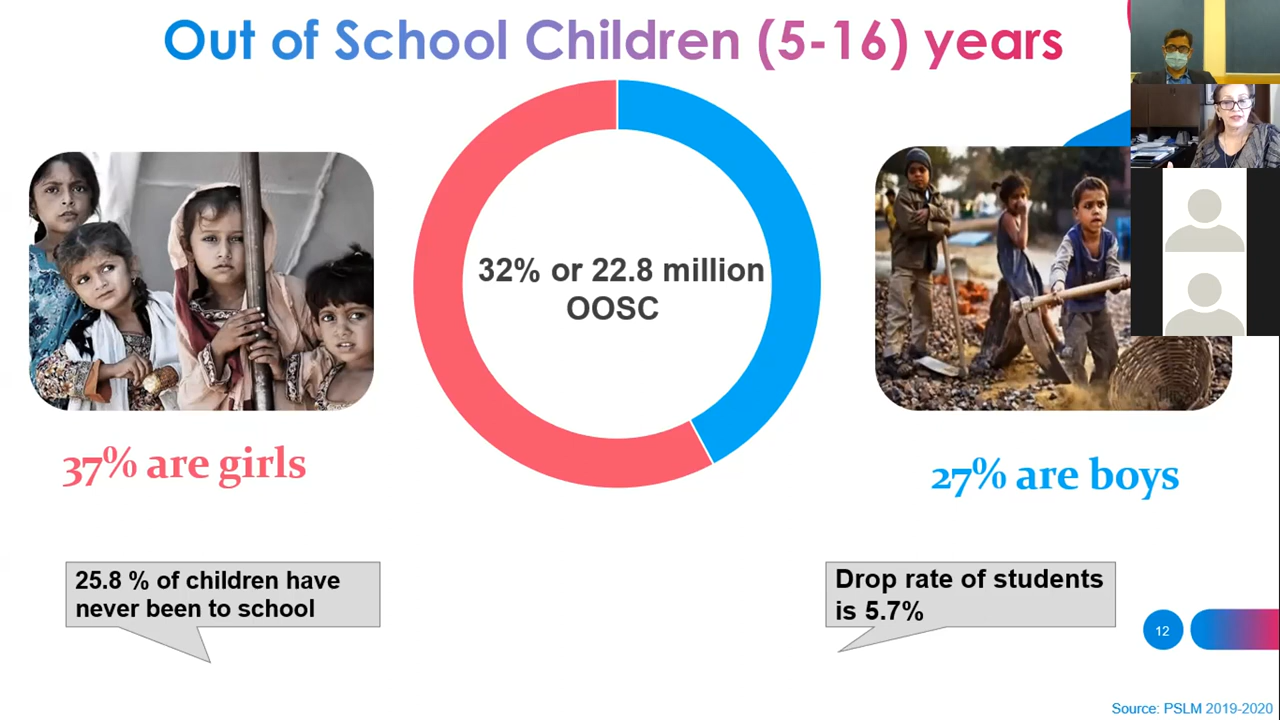 Out of School Children (5-16) years
32% or 22.8 million
OOSC
37% are girls
27% are boys
25.8 % of children have
never been to school
Drop rate of students
is 5.7%
12
Source: PSLM 2019-2020